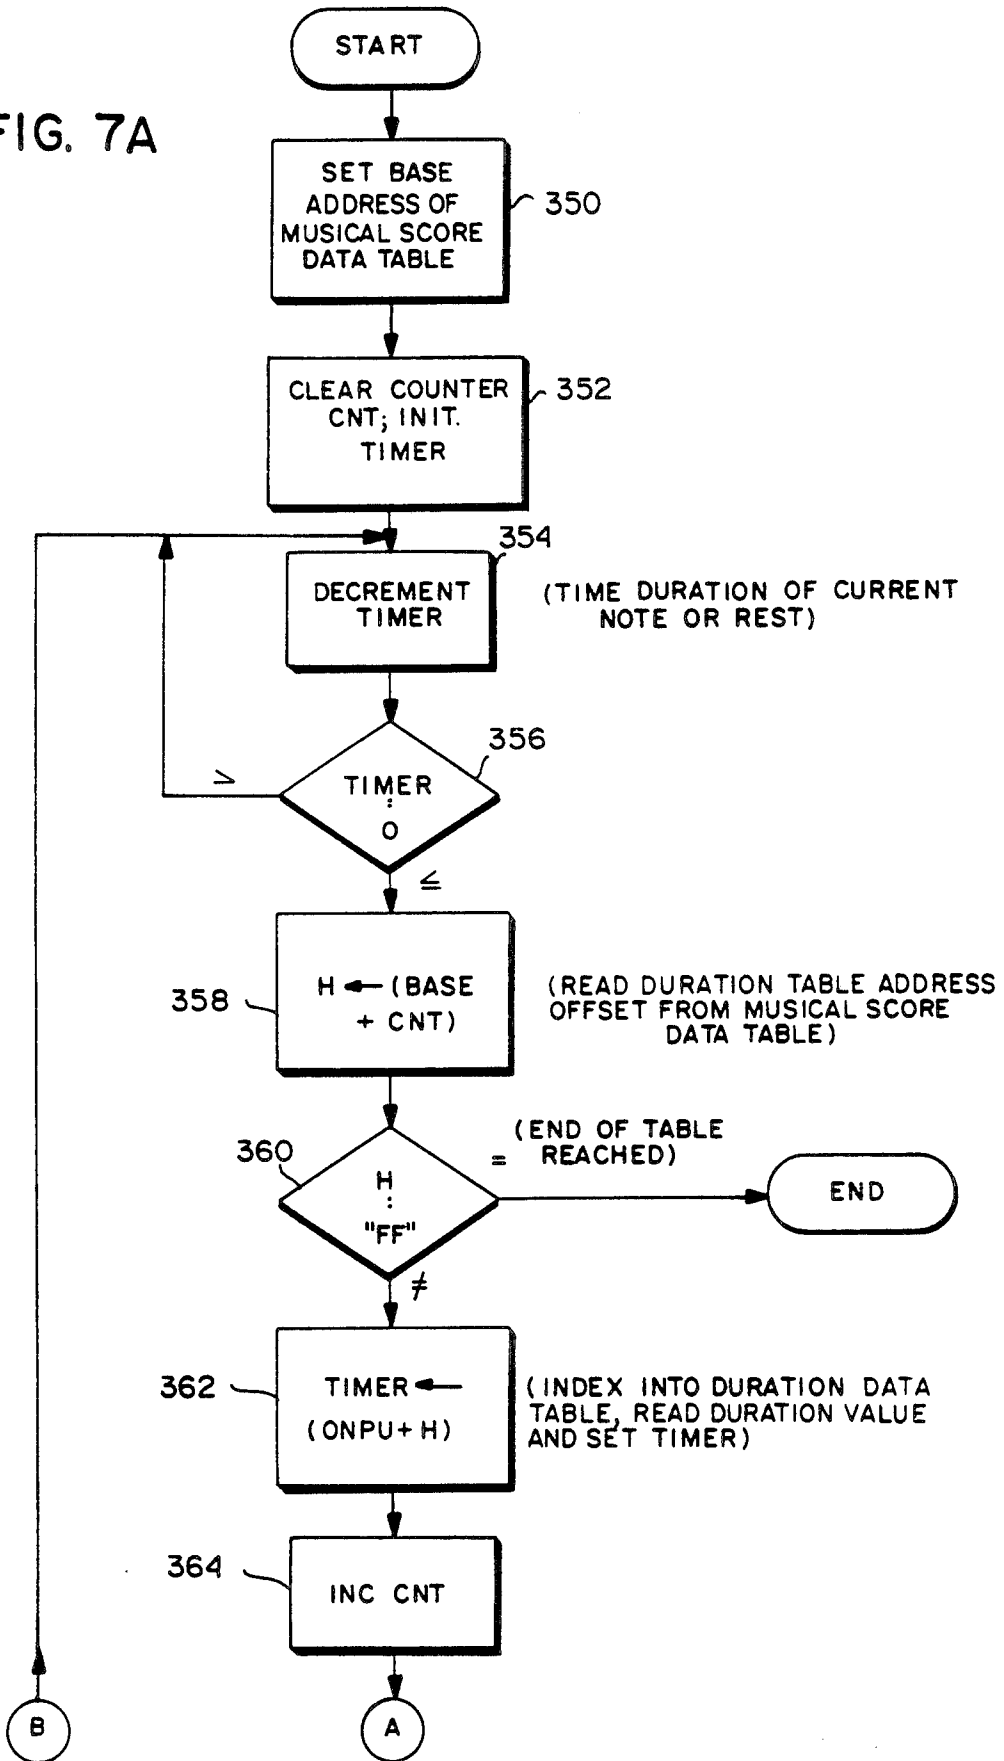 START
FIG. 7A
SET BASE
ADDRESS OF
MUSICAL SCORE
DATA TABLE
350
CLEAR COUNTER
CNT; INIT.
TIMER
352
354
DECREMENT
TIMER
(TIME DURATION OF CURRENT
NOTE OR REST)
356
>
TIMER
:
0
≤
358
H ← (BASE
+ CNT)
(READ DURATION TABLE ADDRESS
OFFSET FROM MUSICAL SCORE
DATA TABLE)
360
H
:
"FF"
=
(END OF TABLE
REACHED)
END
≠
362
TIMER ←
(ONPU + H)
(INDEX INTO DURATION DATA
TABLE, READ DURATION VALUE
AND SET TIMER)
364
INC CNT
B
A